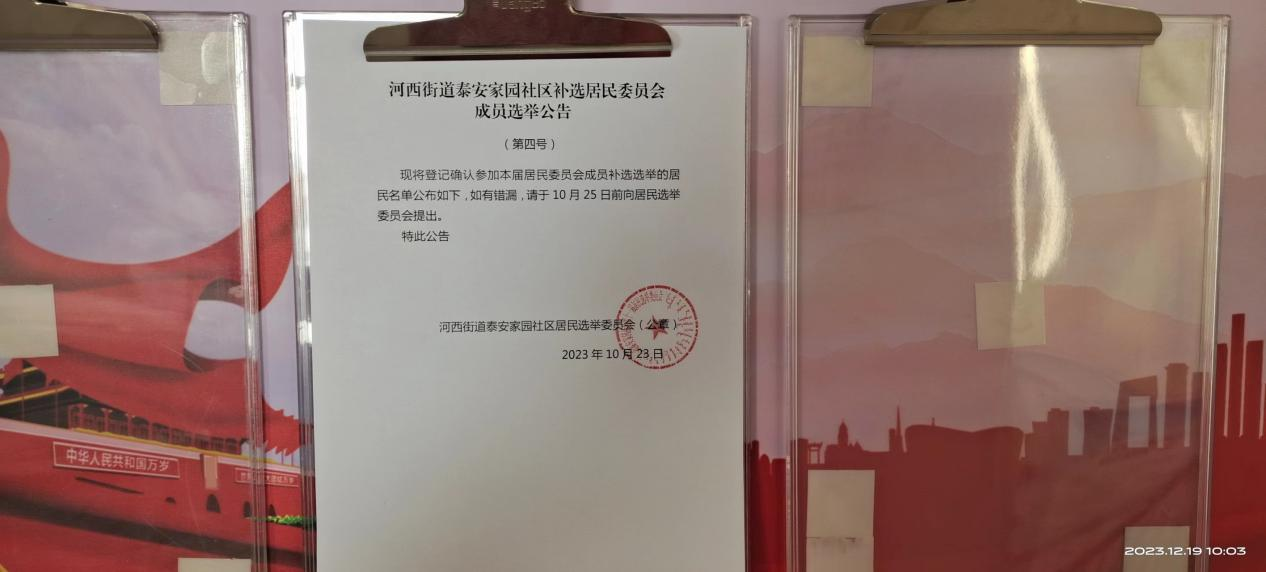 河西街道泰安家园社区补选居民委员会
成员选举公告
（第四号）
现将登记确认参加本届居民委员会成员补选选举的居
民名单公布如下，如有错漏，请于 10 月 25 日前向居民选举
委员会提出。
特此公告
河西街道泰安家园社区居民选举委员会（公章）
2023 年 10 月 23 日
中华人民共和国万岁
2023.12.19 10:03